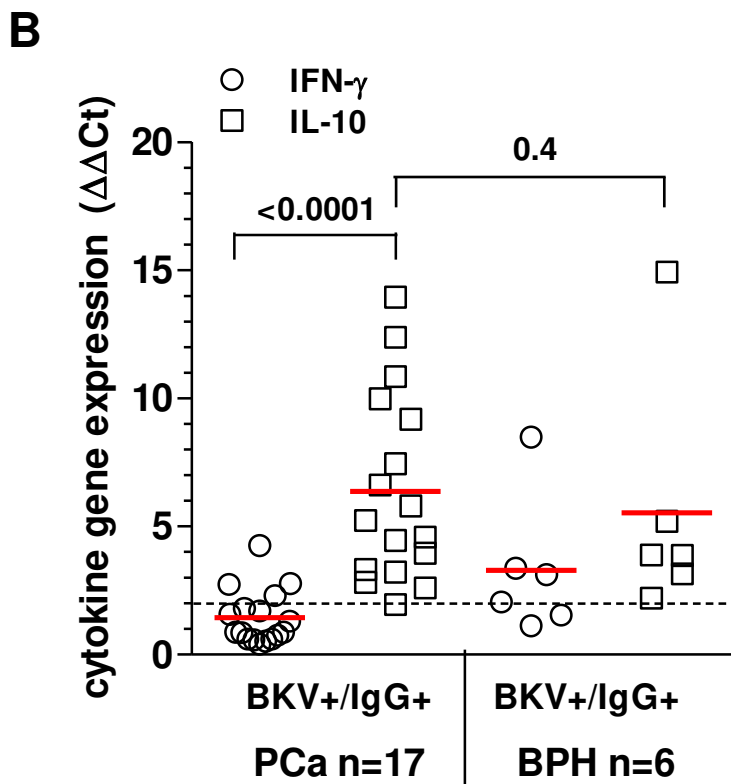 B
IFN-γ
IL-10
cytokine gene expression (ΔΔCt)
20
15
10
5
0
<0.0001
0.4
BKV+/IgG+
BKV+/IgG+
PCa n=17
BPH n=6